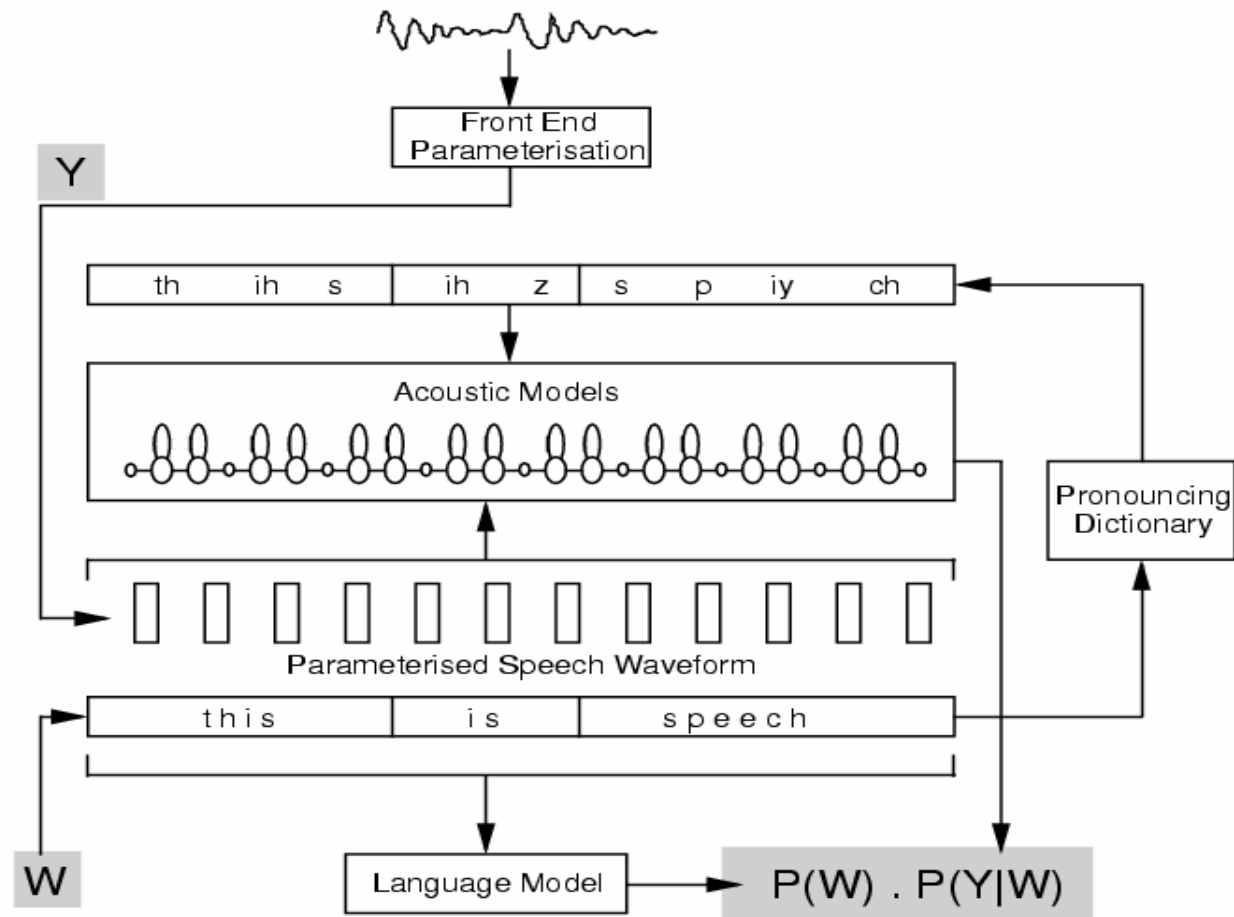 Front End
Parameterisation
Y
th ih s ih z s p iy ch
Acoustic Models
Pronouncing
Dictionary
Parameterised Speech Waveform
this is speech
W
Language Model
P(W) . P(Y|W)